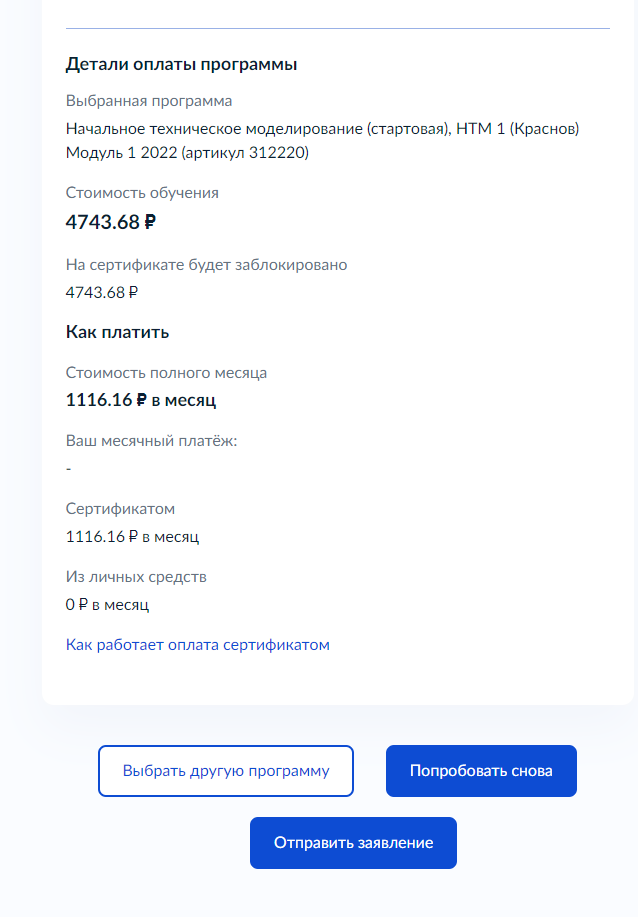 Детали оплаты программы
Выбранная программа
Начальное техническое моделирование (стартовая), НТМ 1 (Краснов)
Модуль 1 2022 (артикул 312220)
Стоимость обучения
4743.68 ₽
На сертификате будет заблокировано
4743.68 ₽
Как платить
Стоимость полного месяца
1116.16 ₽ в месяц
Ваш месячный платёж:
-
Сертификатом
1116.16 ₽ в месяц
Из личных средств
0 ₽ в месяц
Как работает оплата сертификатом
Выбрать другую программу
Попробовать снова
Отправить заявление